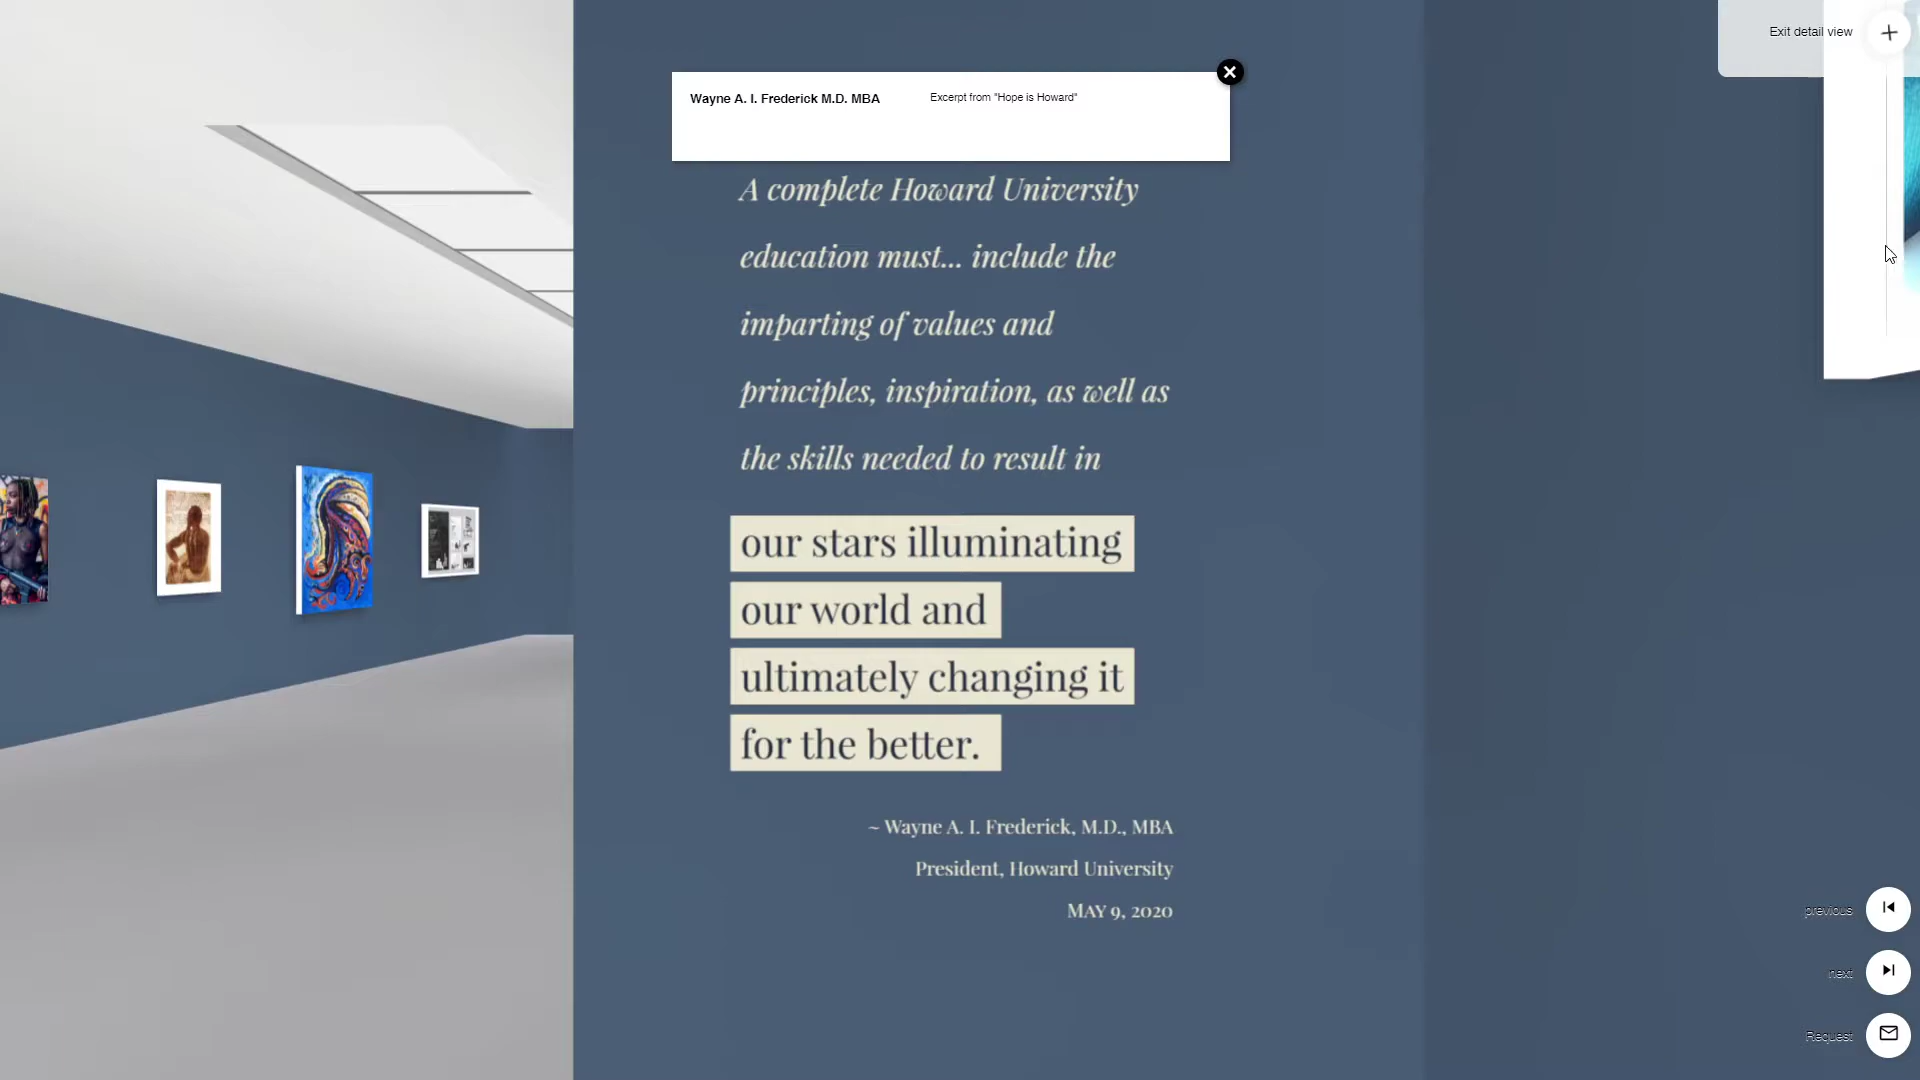 Exit detail view
Wayne A. I. Frederick M.D. MBA
Excerpt from "Hope is Howard"
A complete Howard University
education must... include the
imparting of values and
principles, inspiration, as well as
the skills needed to result in
our stars illuminating
our world and
ultimately changing it
for the better.
~ Wayne A. I. Frederick, M.D., MBA
President, Howard University
MAY 9, 2020
previous
next
Request